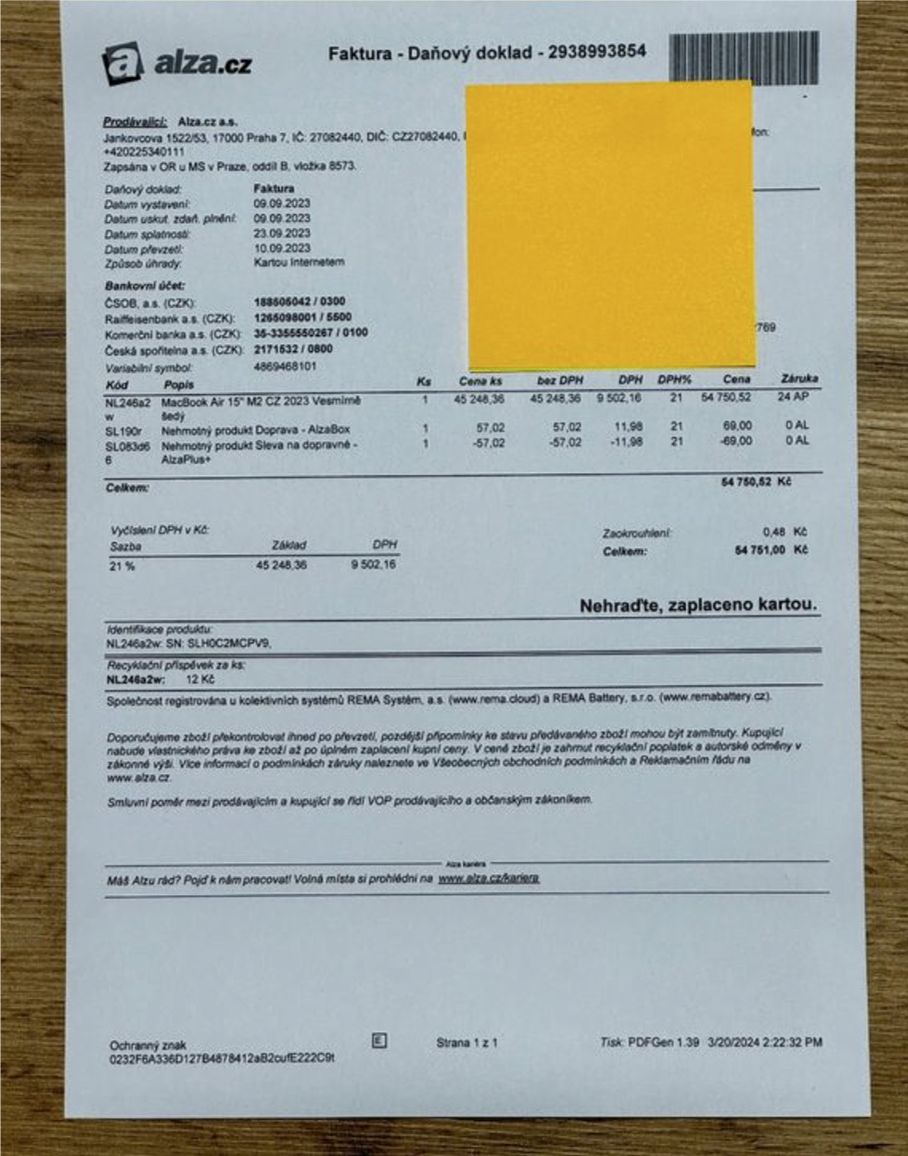 alza.cz
Faktura - Daňový doklad - 2938993854
Prodávající: Alza.cz a.s.
Jankovcova 1522/53, 17000 Praha 7, IČ: 27082440, DIČ: CZ27082440,
fon:
+420225340111
Zapsána v OR u MS v Praze, oddíl B, vložka 8573.
Daňový doklad: Faktura
Datum vystavení: 09.09.2023
Datum uskut. zdaň. plnění: 09.09.2023
Datum splatnosti: 23.09.2023
Datum převzetí: 10.09.2023
Způsob úhrady: Kartou Internetem
Bankovní účet:
ČSOB, a.s. (CZK): 188505042 / 0300
Raiffeisenbank a.s. (CZK): 1265098001 / 5500
Komerční banka a.s. (CZK): 35-3355550267 / 0100
769
Česká spořitelna a.s. (CZK): 2171532 / 0800
Variabilní symbol: 4869468101
Kód Popis Ks Cena ks bez DPH DPH DPH% Cena Záruka
NL246a2 MacBook Air 15" M2 CZ 2023 Vesmírně 1 45 248,36 45 248,36 9 502,16 21 54 750,52 24 AP
w šedý
SL190r Nehmotný produkt Doprava - AlzaBox 1 57,02 57,02 11,98 21 69,00 0 AL
SL083d6 Nehmotný produkt Sleva na dopravné - 1 -57,02 -57,02 -11,98 21 -69,00 0 AL
6 AlzaPlus+
Celkem: 54 750,52 Kč
Vyčíslení DPH v Kč:
Zaokrouhlení: 0,48 Kč
Sazba Základ DPH
Celkem: 54 751,00 Kč
21 % 45 248,36 9 502,16
Nehraďte, zaplaceno kartou.
Identifikace produktu:
NL246a2w: SN: SLH0C2MCPV9,
Recyklační příspěvek za ks:
NL246a2w: 12 Kč
Společnost registrována u kolektivních systémů REMA Systém, a.s. (www.rema.cloud) a REMA Battery, s.r.o. (www.remabattery.cz).
Doporučujeme zboží překontrolovat ihned po převzetí, pozdější připomínky ke stavu předávaného zboží mohou být zamítnuty. Kupující
nabude vlastnického práva ke zboží až po úplném zaplacení kupní ceny. V ceně zboží je zahrnut recyklační poplatek a autorské odměny v
zákonné výši. Více informací o podmínkách záruky naleznete ve Všeobecných obchodních podmínkách a Reklamačním řádu na
www.alza.cz.
Smluvní poměr mezi prodávajícím a kupující se řídí VOP prodávajícího a občanským zákoníkem.
Alza kariéra
Máš Alzu rád? Pojď k nám pracovat! Volná místa si prohlédni na www.alza.cz/kariera
Ochranný znak E Strana 1 z 1 Tisk: PDFGen 1.39 3/20/2024 2:22:32 PM
0232F6A336D127B4878412aB2cufE222C9t